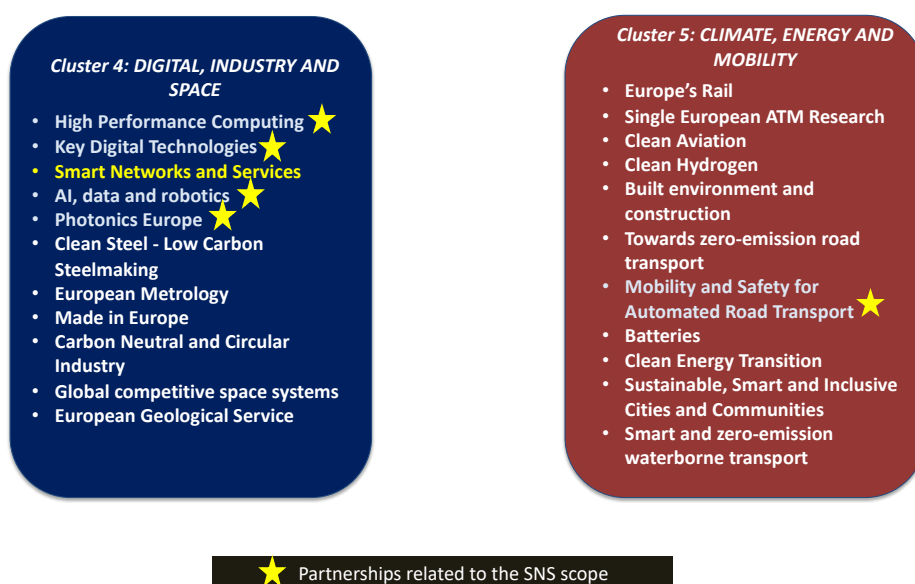 Cluster 4: DIGITAL, INDUSTRY AND
SPACE
• High Performance Computing
• Key Digital Technologies
• Smart Networks and Services
• AI, data and robotics
• Photonics Europe
• Clean Steel - Low Carbon
Steelmaking
• European Metrology
• Made in Europe
• Carbon Neutral and Circular
Industry
• Global competitive space systems
• European Geological Service
Cluster 5: CLIMATE, ENERGY AND
MOBILITY
• Europe’s Rail
• Single European ATM Research
• Clean Aviation
• Clean Hydrogen
• Built environment and
construction
• Towards zero-emission road
transport
• Mobility and Safety for
Automated Road Transport
• Batteries
• Clean Energy Transition
• Sustainable, Smart and Inclusive
Cities and Communities
• Smart and zero-emission
waterborne transport
Partnerships related to the SNS scope